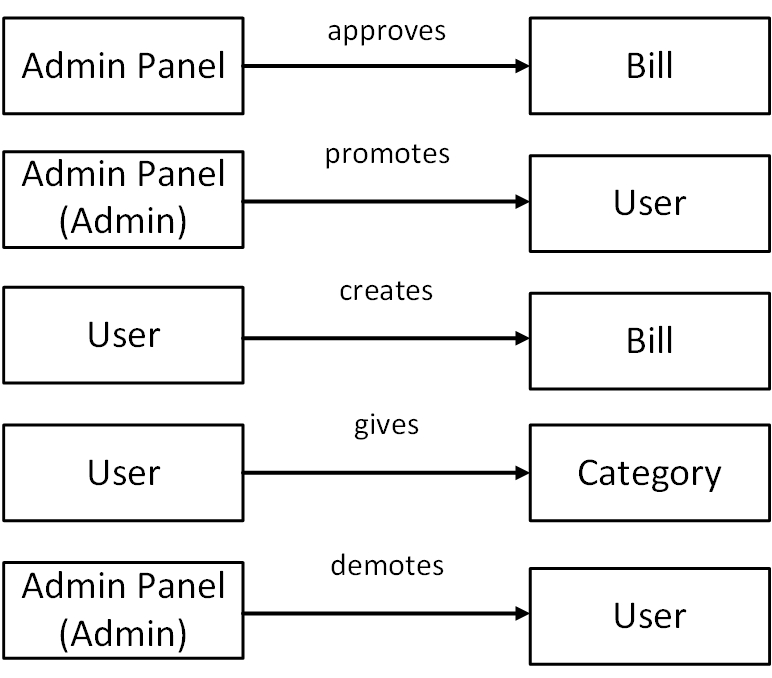 approves
Admin Panel
Bill
promotes
Admin Panel
(Admin)
User
creates
User
Bill
gives
User
Category
demotes
Admin Panel
(Admin)
User